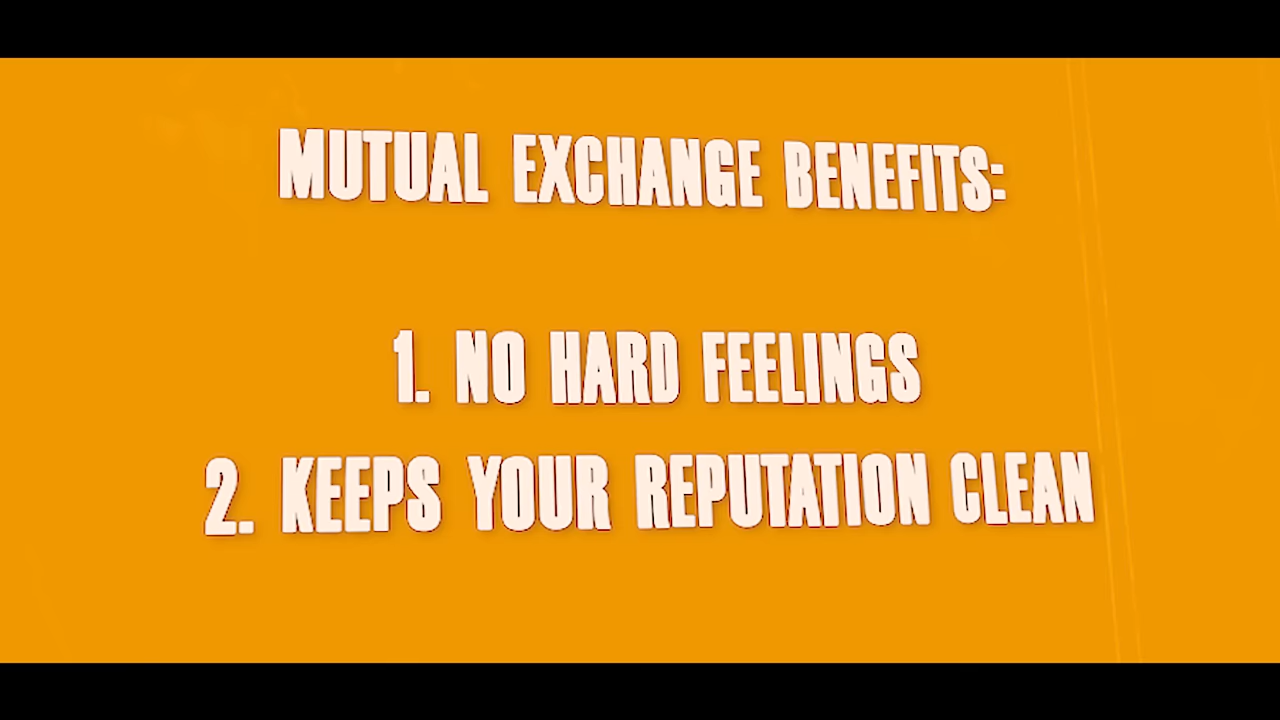 MUTUAL EXCHANGE BENEFITS:
1. NO HARD FEELINGS
2. KEEPS YOUR REPUTATION CLEAN